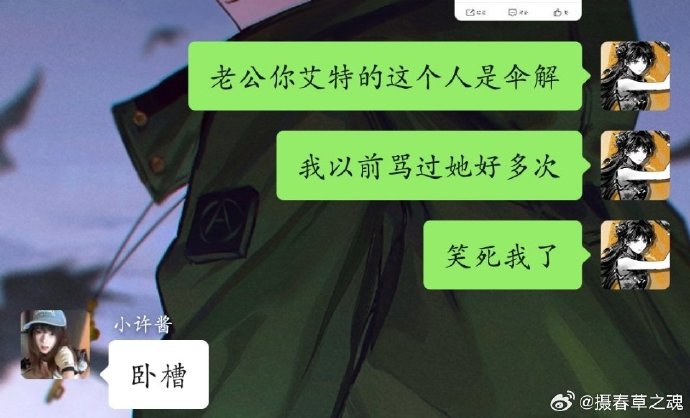 老公你艾特的这个人是伞解
我以前骂过她好多次
笑死我了
小许酱
卧槽
@摄春草之魂